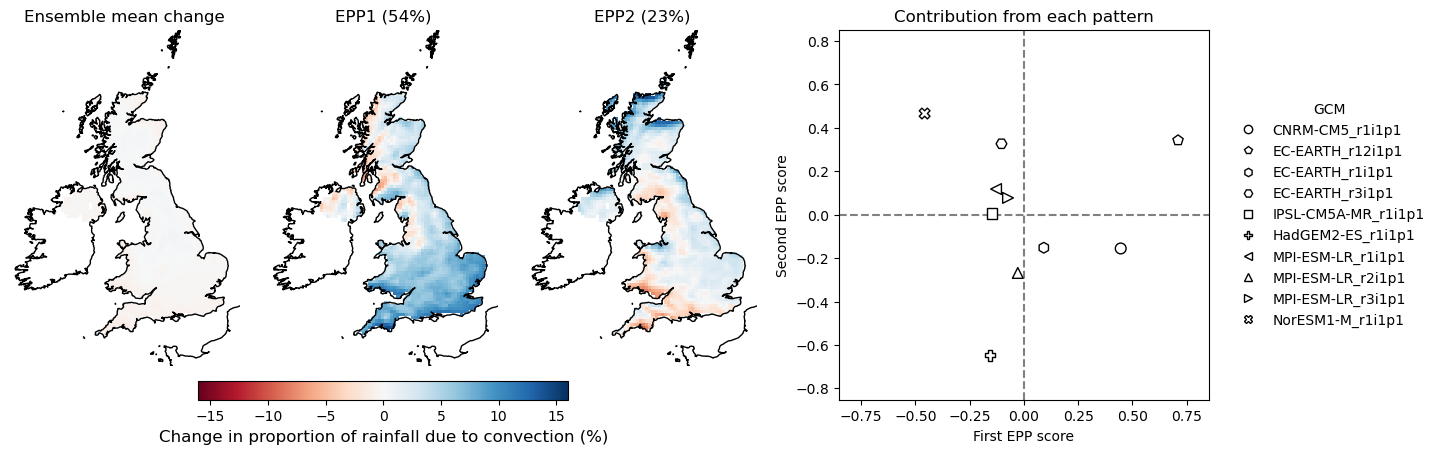 Ensemble mean change
EPP1 (54%)
EPP2 (23%)
−15 −10 −5 0 5 10 15
Change in proportion of rainfall due to convection (%)
Contribution from each pattern
Second EPP score
0.8
0.6
0.4
0.2
0.0
−0.2
−0.4
−0.6
−0.8
−0.75 −0.50 −0.25 0.00 0.25 0.50 0.75
First EPP score
GCM
CNRM-CM5_r1i1p1
EC-EARTH_r12i1p1
EC-EARTH_r1i1p1
EC-EARTH_r3i1p1
IPSL-CM5A-MR_r1i1p1
HadGEM2-ES_r1i1p1
MPI-ESM-LR_r1i1p1
MPI-ESM-LR_r2i1p1
MPI-ESM-LR_r3i1p1
NorESM1-M_r1i1p1